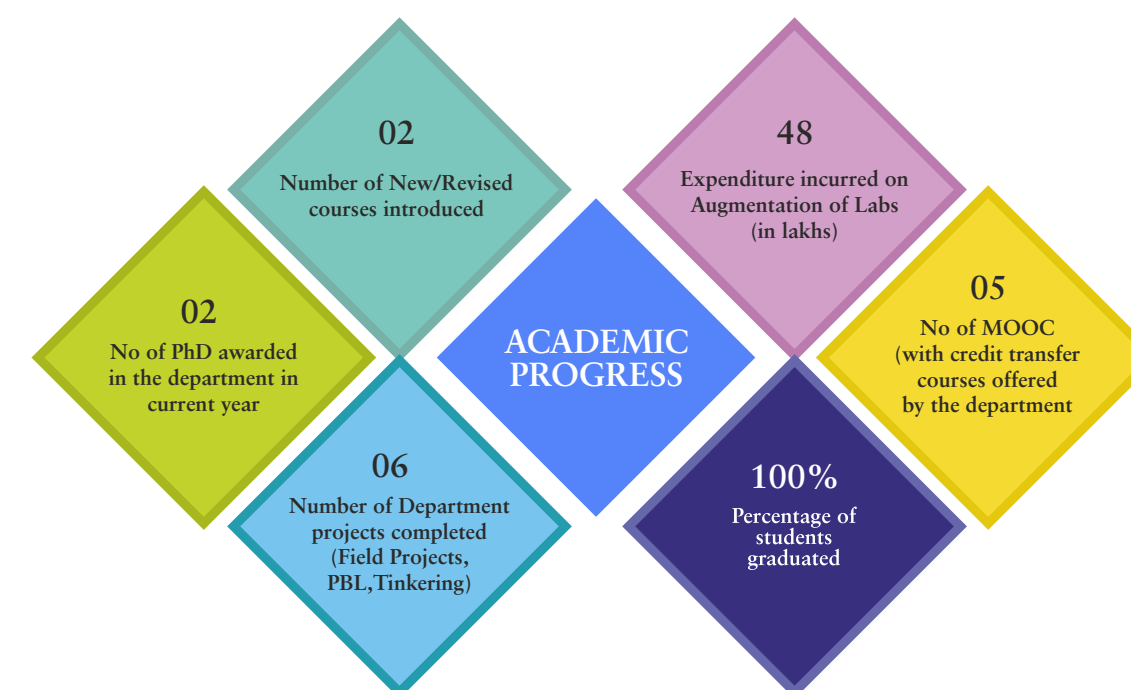 02
Number of New/Revised
courses introduced
48
Expenditure incurred on
Augmentation of Labs
(in lakhs)
02
No of PhD awarded
in the department in
current year
ACADEMIC
PROGRESS
05
No of MOOC
(with credit transfer
courses offered
by the department
06
Number of Department
projects completed
(Field Projects,
PBL,Tinkering)
100%
Percentage of
students
graduated